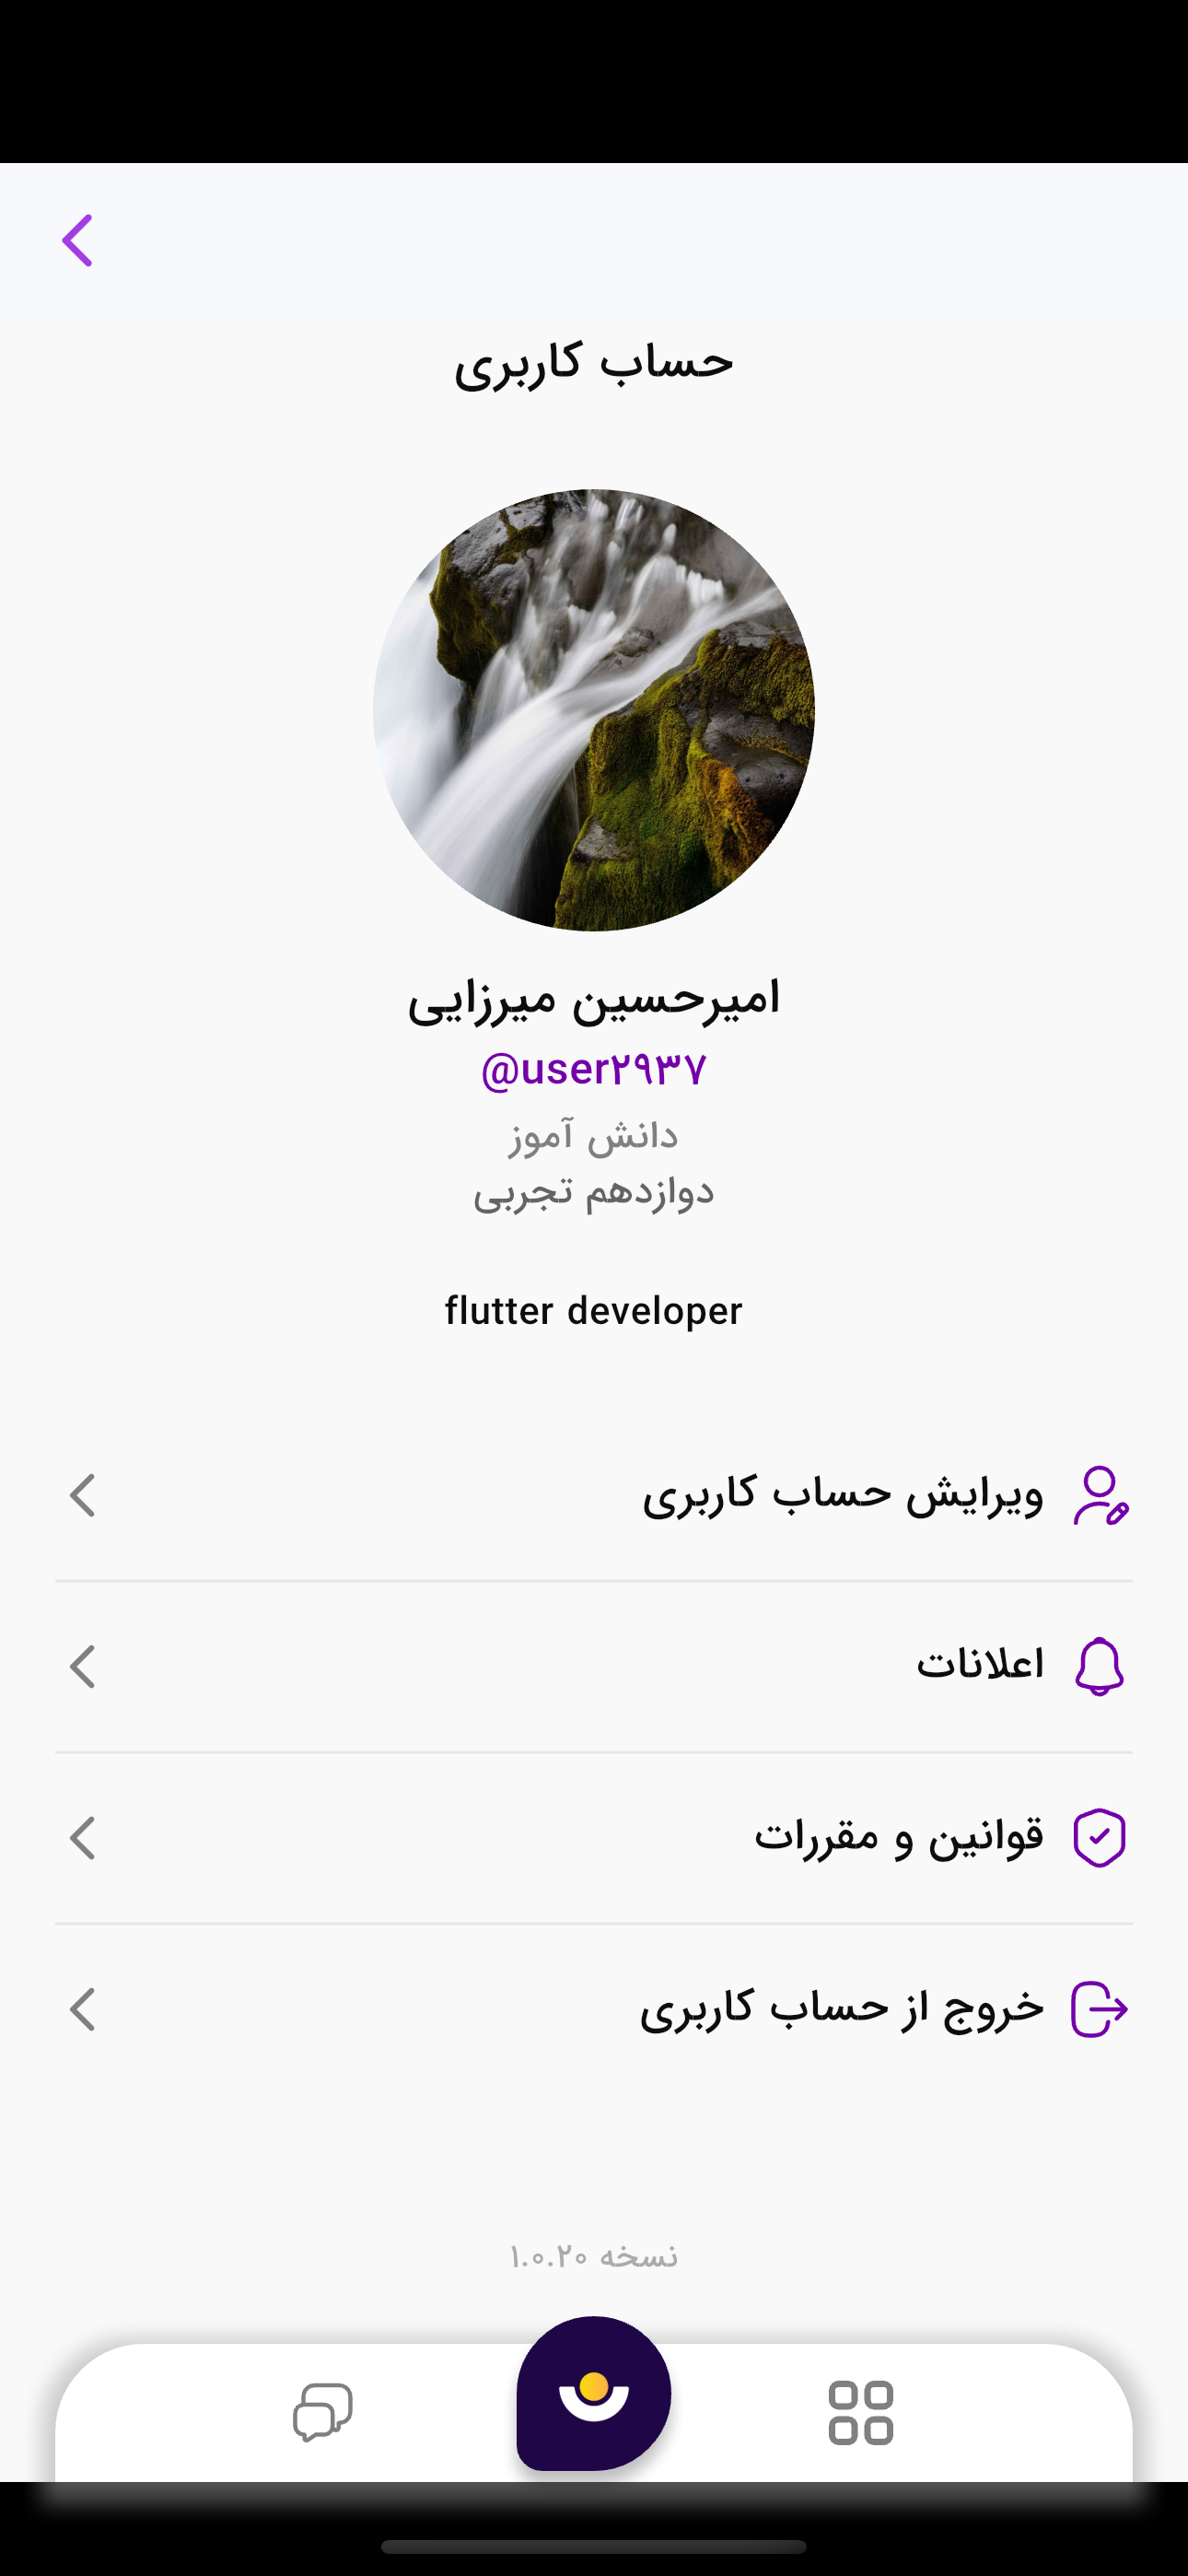 حساب کاربری
امیرحسین میرزایی
@user۲۹۳۷
دانش آموز
دوازدهم تجربی
flutter developer
ویرایش حساب کاربری
اعلانات
قوانین و مقررات
خروج از حساب کاربری
نسخه ۱.۰.۲۰